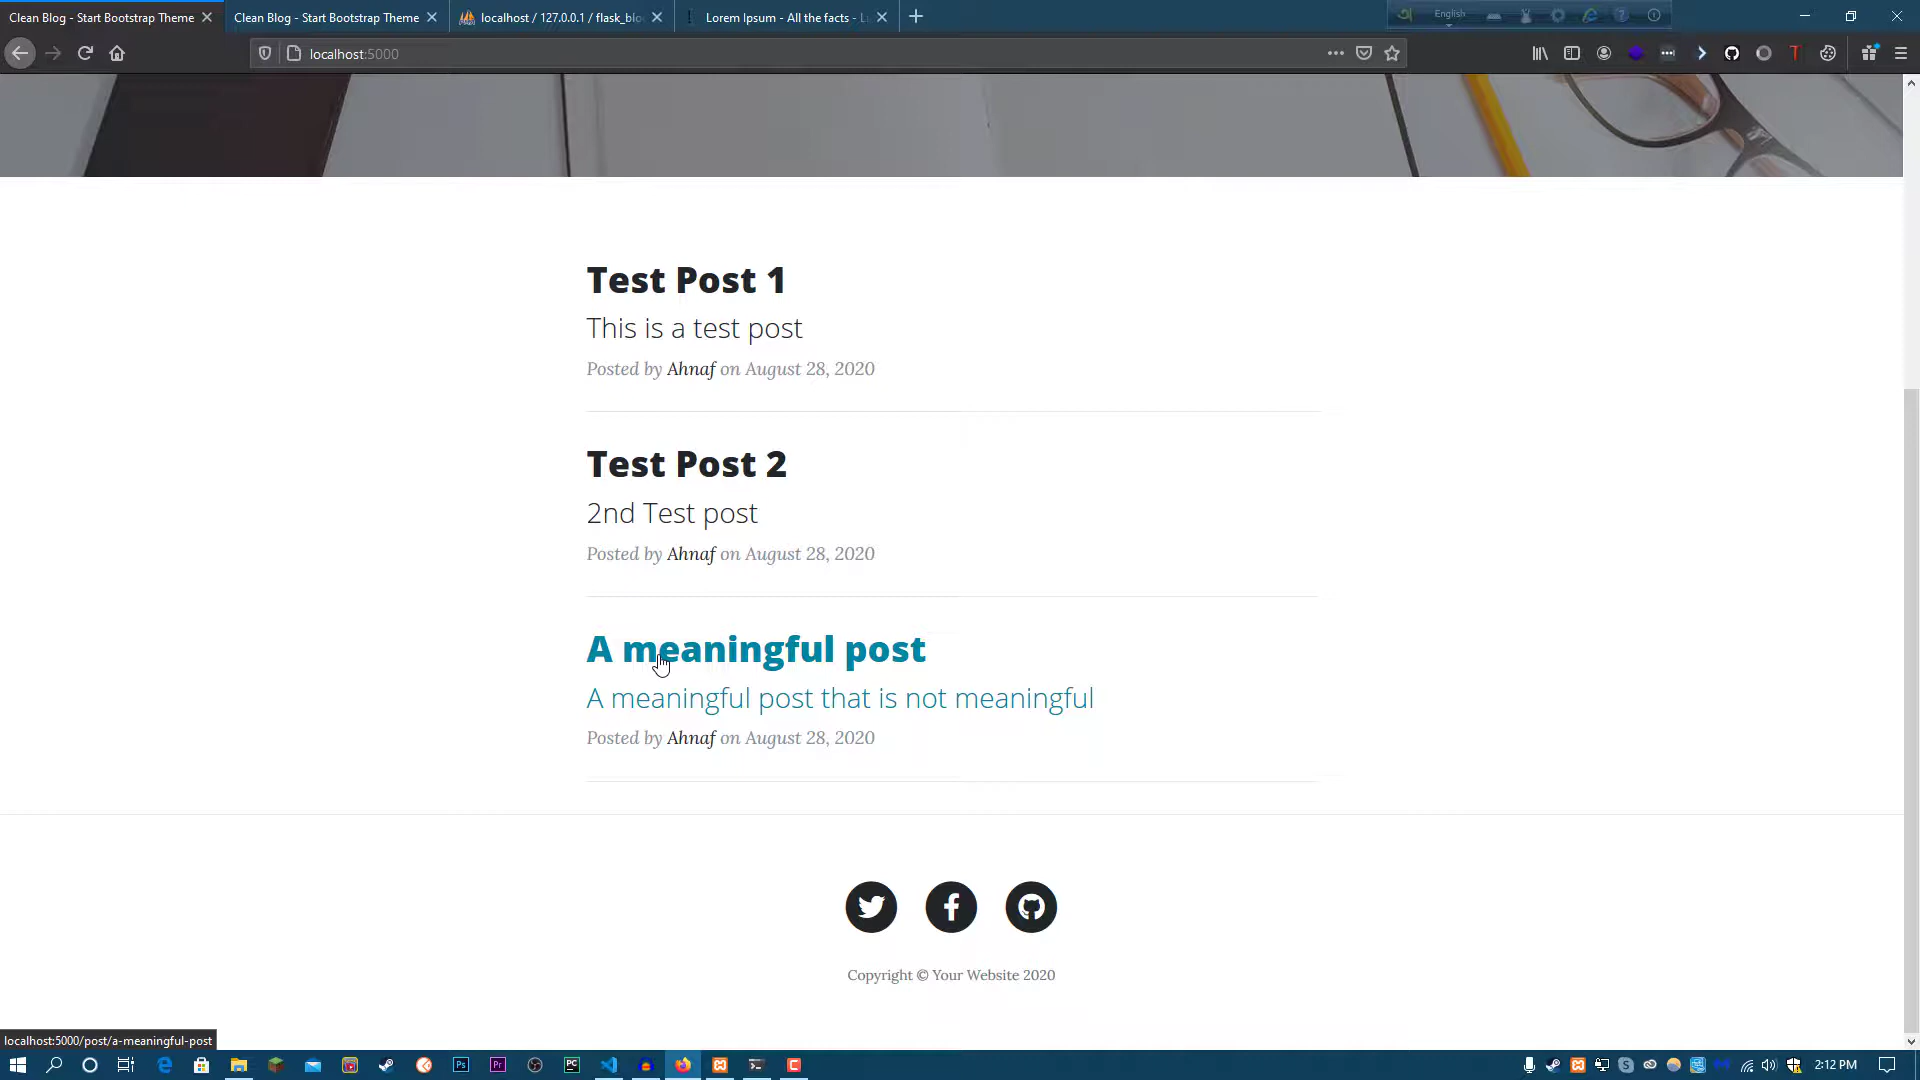 Clean Blog - Start Bootstrap Theme
Clean Blog - Start Bootstrap Theme
localhost / 127.0.0.1 / flask_blo
Lorem Ipsum - All the facts - L
English
localhost:5000
Test Post 1
This is a test post
Posted by Ahnaf on August 28, 2020
Test Post 2
2nd Test post
Posted by Ahnaf on August 28, 2020
A meaningful post
A meaningful post that is not meaningful
Posted by Ahnaf on August 28, 2020
Copyright © Your Website 2020
localhost:5000/post/a-meaningful-post
2:12 PM